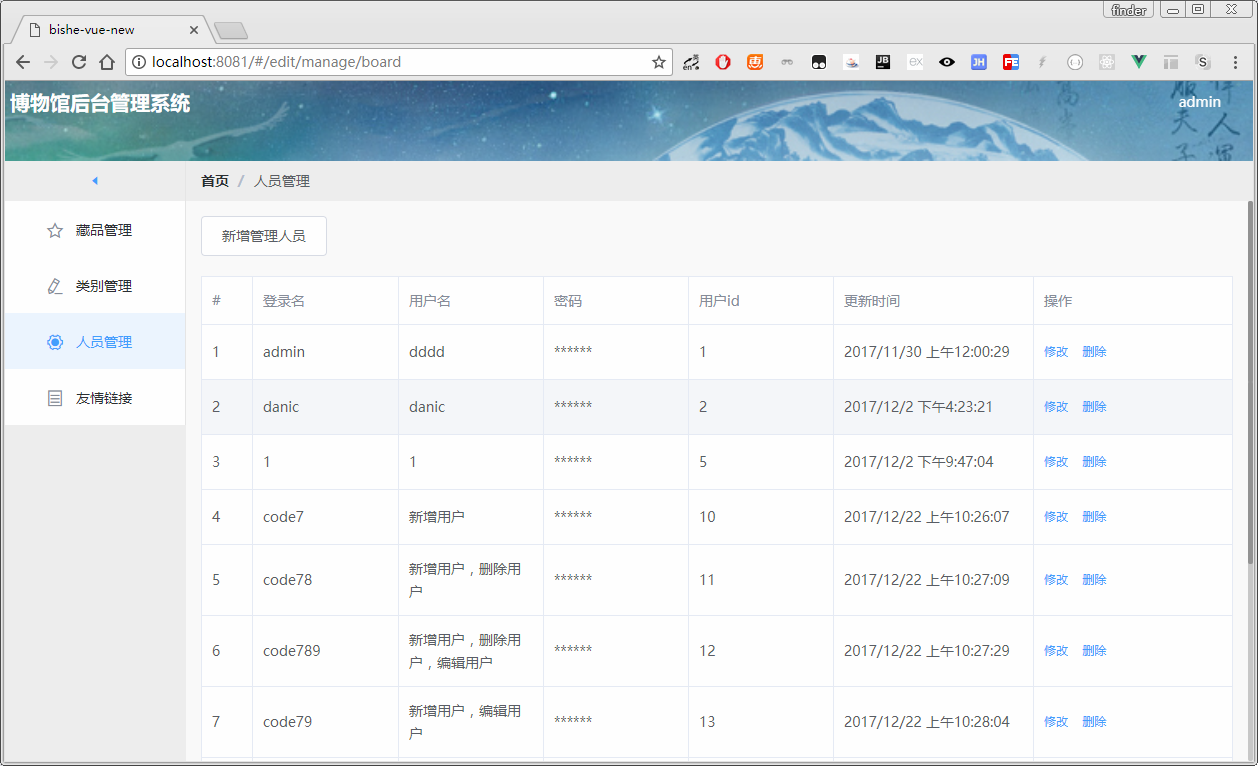 finder
bishe-vue-new
localhost:8081/#/edit/manage/board
博物馆后台管理系统
admin
首页 / 人员管理
藏品管理
类别管理
人员管理
友情链接
新增管理人员
# 登录名 用户名 密码 用户id 更新时间 操作
1 admin dddd ****** 1 2017/11/30 上午12:00:29 修改 删除
2 danic danic ****** 2 2017/12/2 下午4:23:21 修改 删除
3 1 1 ****** 5 2017/12/2 下午9:47:04 修改 删除
4 code7 新增用户 ****** 10 2017/12/22 上午10:26:07 修改 删除
5 code78 新增用户，删除用
户 ****** 11 2017/12/22 上午10:27:09 修改 删除
6 code789 新增用户，删除用
户，编辑用户 ****** 12 2017/12/22 上午10:27:29 修改 删除
7 code79 新增用户，编辑用
户 ****** 13 2017/12/22 上午10:28:04 修改 删除